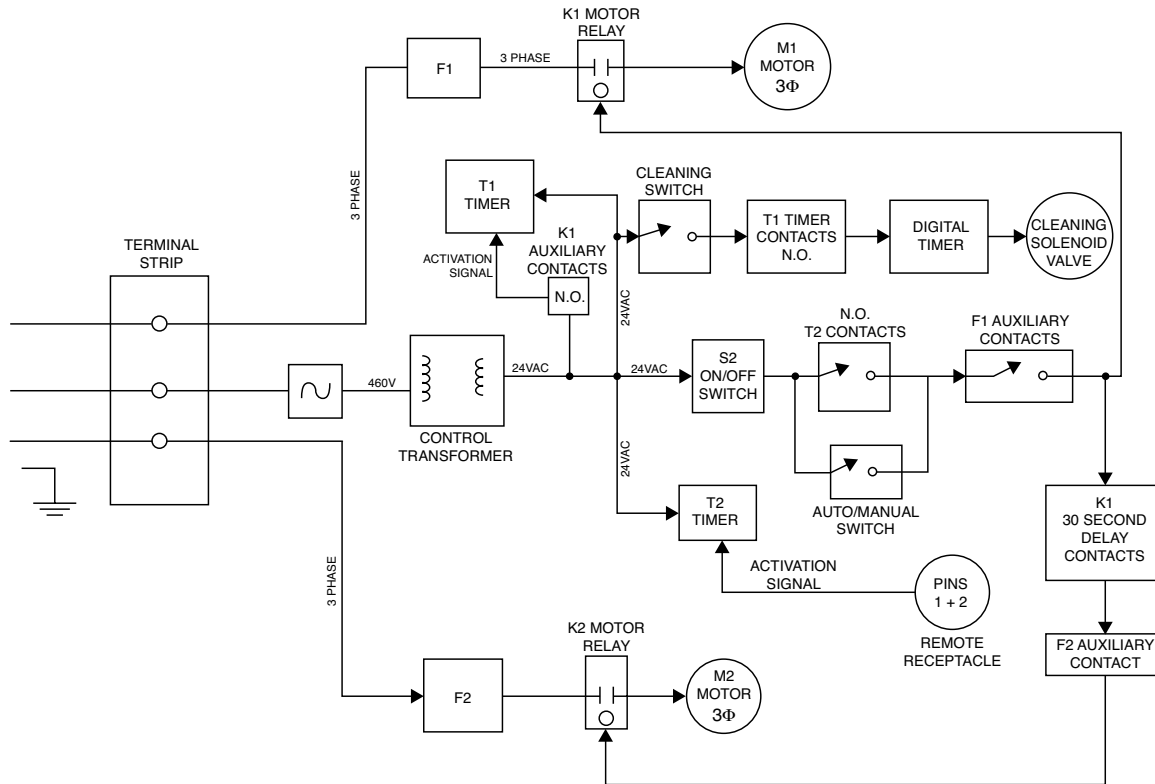 K1 MOTOR
RELAY
F1
3 PHASE
M1
MOTOR
3Φ
3 PHASE
T1
TIMER
CLEANING
SWITCH
T1 TIMER
CONTACTS
N.O.
DIGITAL
TIMER
CLEANING
SOLENOID
VALVE
ACTIVATION
SIGNAL
K1
AUXILIARY
CONTACTS
N.O.
24VAC
TERMINAL
STRIP
460V
CONTROL
TRANSFORMER
24VAC
24VAC
S2
ON/OFF
SWITCH
N.O.
T2 CONTACTS
F1 AUXILIARY
CONTACTS
24VAC
AUTO/MANUAL
SWITCH
T2
TIMER
ACTIVATION
SIGNAL
PINS
1 + 2
REMOTE
RECEPTACLE
K1
30 SECOND
DELAY
CONTACTS
F2 AUXILIARY
CONTACT
3 PHASE
F2
K2 MOTOR
RELAY
M2
MOTOR
3Φ